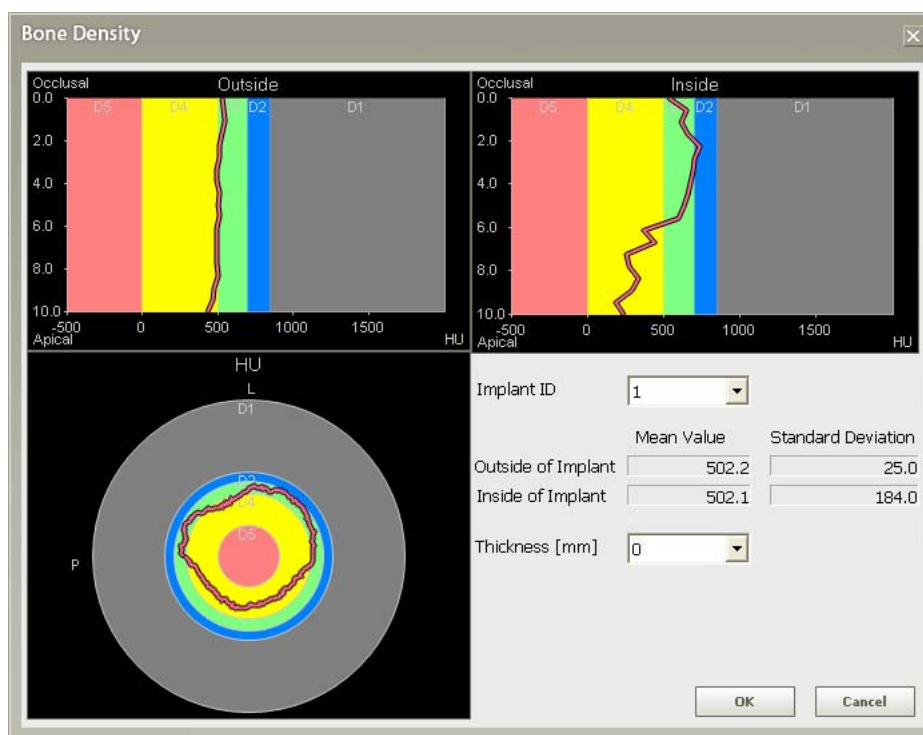 Bone Density
Occlusal Outside
0.0
D5 D4 D2 D1
2.0
4.0
6.0
8.0
10.0
-500 0 500 1000 1500
Apical HU
Occlusal Inside
0.0
D5 D4 D2 D1
2.0
4.0
6.0
8.0
10.0
-500 0 500 1000 1500
Apical HU
HU
L
D1
D4
D5
P
Implant ID 1
Mean Value Standard Deviation
Outside of Implant 502.2 25.0
Inside of Implant 502.1 184.0
Thickness [mm] 0
OK Cancel